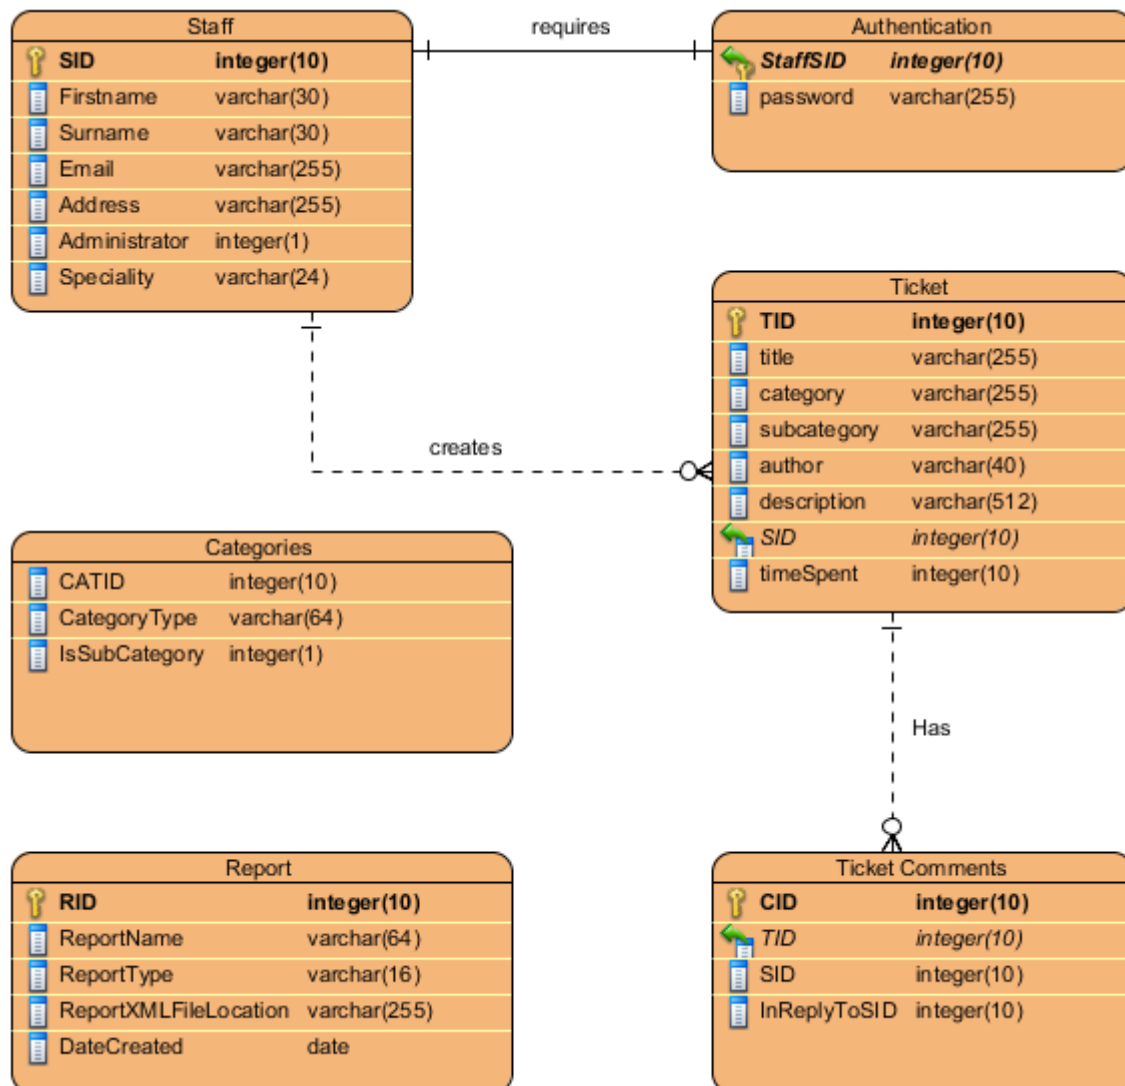 Staff
SID integer(10)
Firstname varchar(30)
Surname varchar(30)
Email varchar(255)
Address varchar(255)
Administrator integer(1)
Speciality varchar(24)
requires
Authentication
StaffSID integer(10)
password varchar(255)
creates
Ticket
TID integer(10)
title varchar(255)
category varchar(255)
subcategory varchar(255)
author varchar(40)
description varchar(512)
SID integer(10)
timeSpent integer(10)
Categories
CATID integer(10)
CategoryType varchar(64)
IsSubCategory integer(1)
Has
Report
RID integer(10)
ReportName varchar(64)
ReportType varchar(16)
ReportXMLFileLocation varchar(255)
DateCreated date
Ticket Comments
CID integer(10)
TID integer(10)
SID integer(10)
InReplyToSID integer(10)